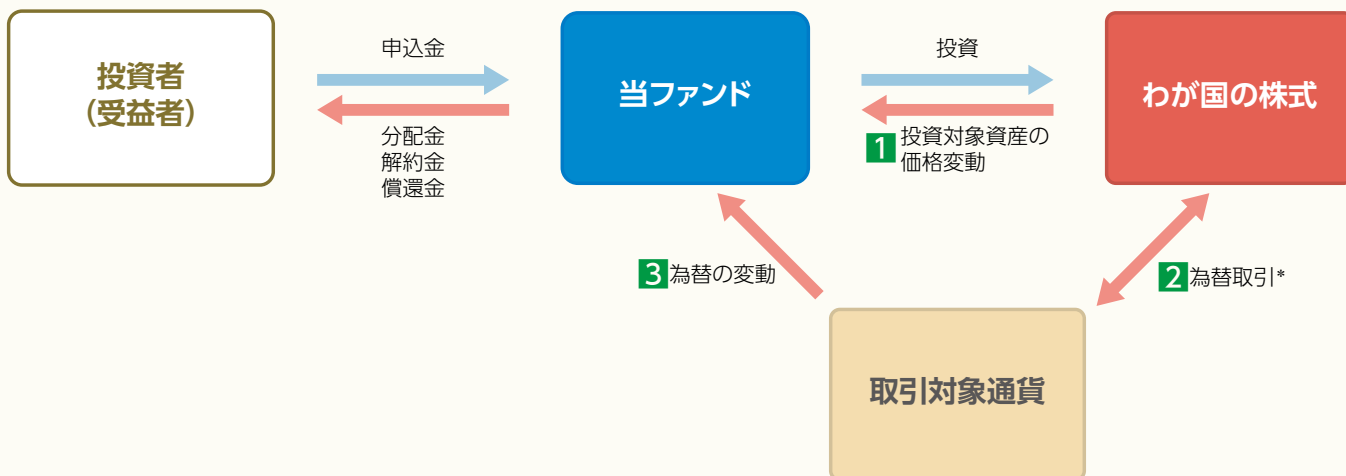 投資者
(受益者)
申込金
分配金
解約金
償還金
当ファンド
投資
1 投資対象資産の
価格変動
わが国の株式
3 為替の変動
2 為替取引*
取引対象通貨